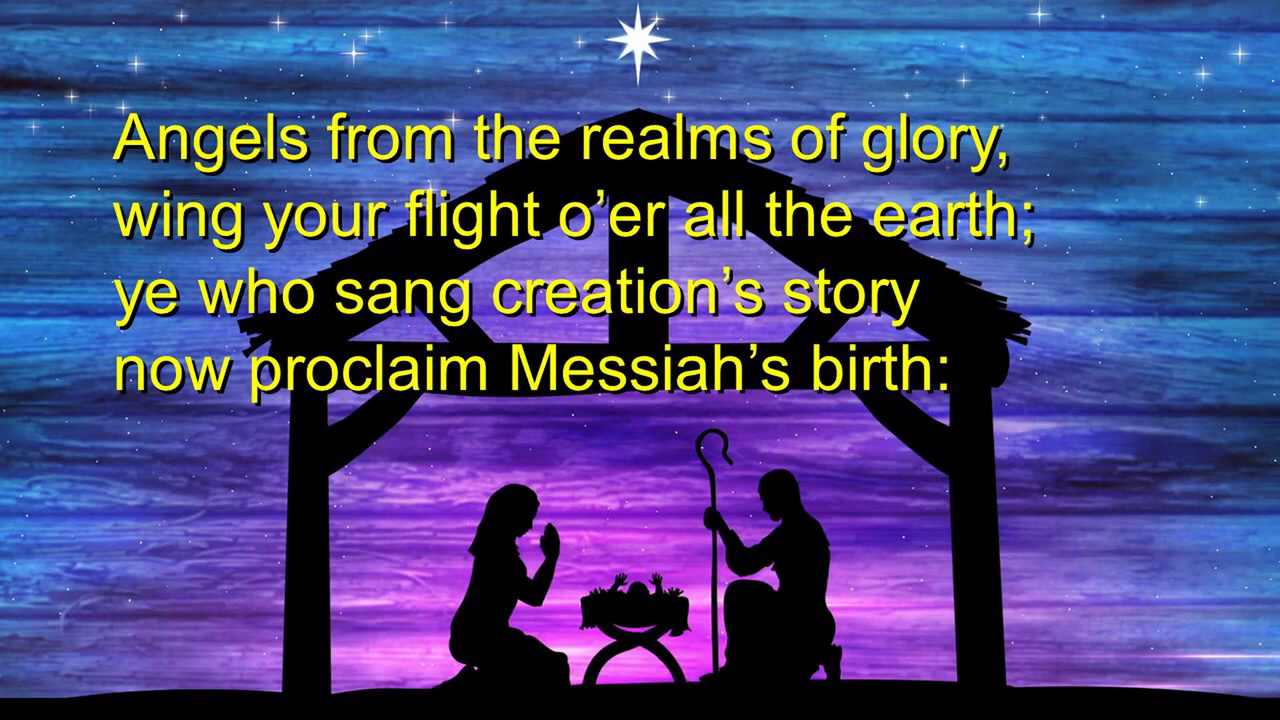 Angels from the realms of glory,
wing your flight o’er all the earth;
ye who sang creation’s story
now proclaim Messiah’s birth: